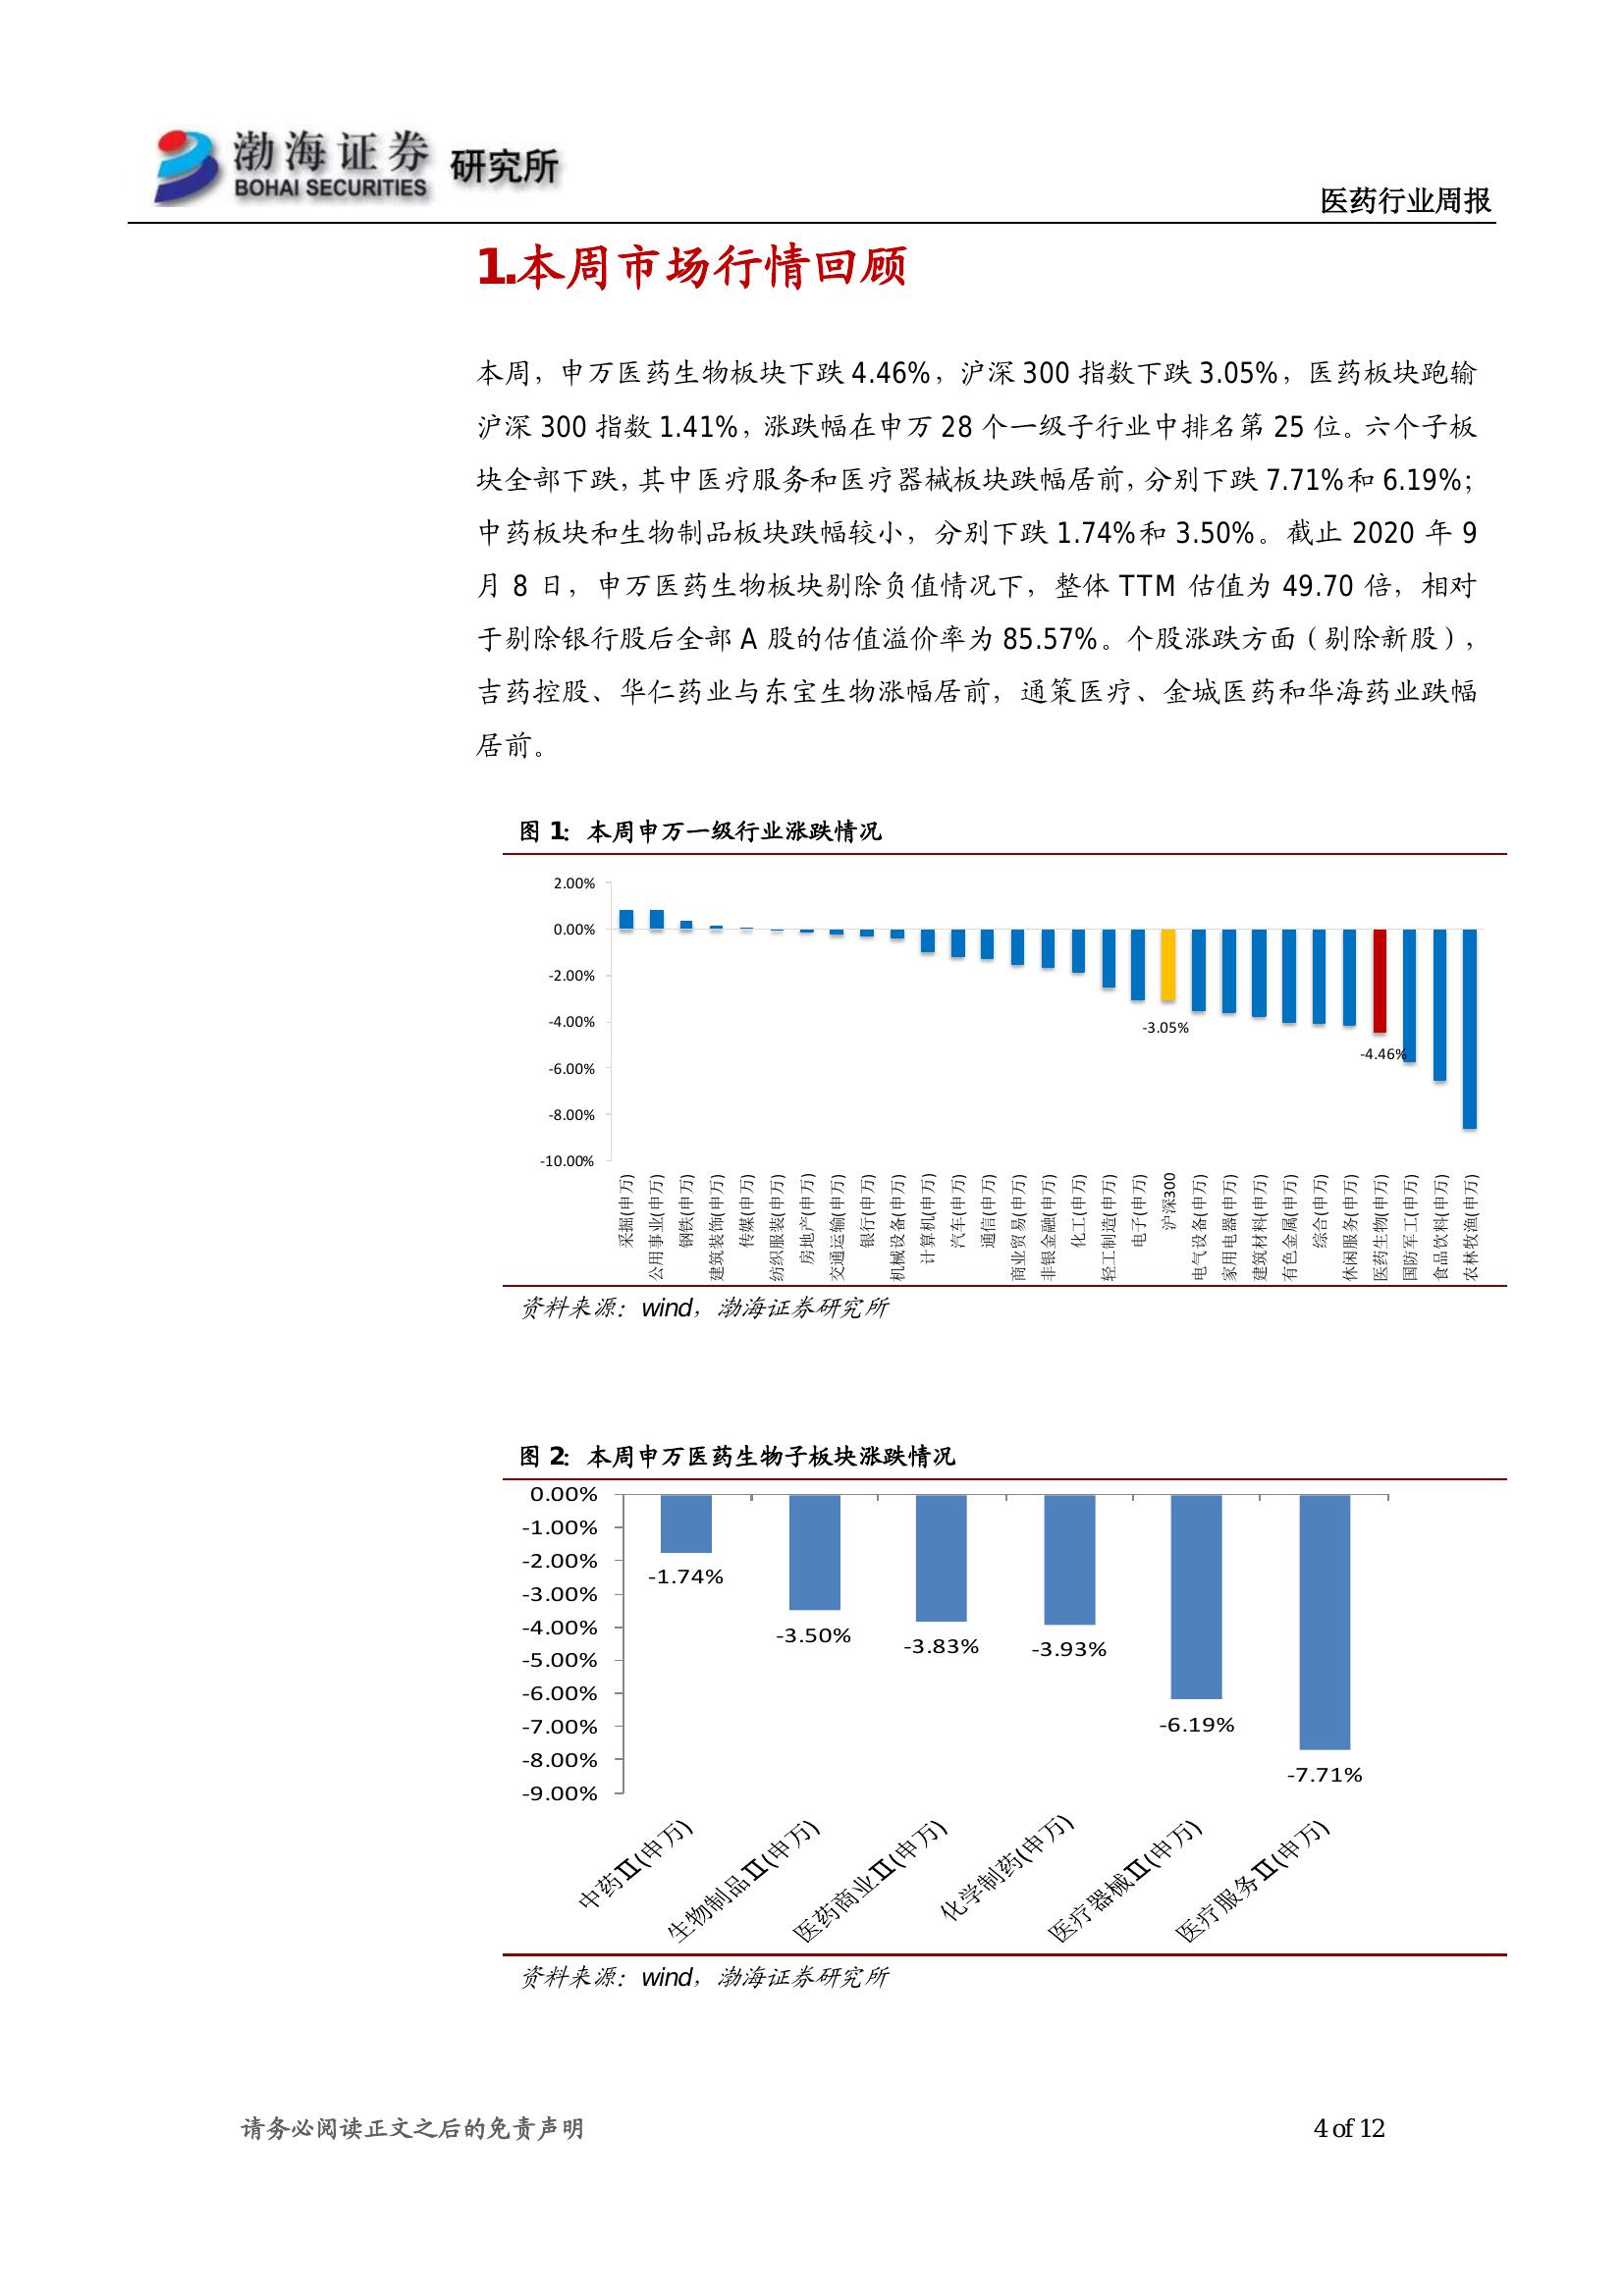 渤海证券 研究所
BOHAI SECURITIES
医药行业周报
1.本周市场行情回顾
本周，申万医药生物板块下跌 4.46%，沪深 300 指数下跌 3.05%，医药板块跑输
沪深 300 指数 1.41%，涨跌幅在申万 28 个一级子行业中排名第 25 位。六个子板
块全部下跌，其中医疗服务和医疗器械板块跌幅居前，分别下跌 7.71%和 6.19%；
中药板块和生物制品板块跌幅较小，分别下跌 1.74%和 3.50%。截止 2020 年 9
月 8 日，申万医药生物板块剔除负值情况下，整体 TTM 估值为 49.70 倍，相对
于剔除银行股后全部 A 股的估值溢价率为 85.57%。个股涨跌方面（剔除新股），
吉药控股、华仁药业与东宝生物涨幅居前，通策医疗、金城医药和华海药业跌幅
居前。
图 1：本周申万一级行业涨跌情况
2.00%
0.00%
-2.00%
-4.00%
-6.00%
-8.00%
-10.00%
-3.05%
-4.46%
采掘(申万)
公用事业(申万)
钢铁(申万)
建筑装饰(申万)
传媒(申万)
纺织服装(申万)
房地产(申万)
交通运输(申万)
银行(申万)
机械设备(申万)
计算机(申万)
汽车(申万)
通信(申万)
商业贸易(申万)
非银金融(申万)
化工(申万)
轻工制造(申万)
电子(申万)
沪深300
电气设备(申万)
家用电器(申万)
建筑材料(申万)
有色金属(申万)
综合(申万)
休闲服务(申万)
医药生物(申万)
国防军工(申万)
食品饮料(申万)
农林牧渔(申万)
资料来源：wind，渤海证券研究所
图 2：本周申万医药生物子板块涨跌情况
0.00%
-1.00%
-2.00%
-3.00%
-4.00%
-5.00%
-6.00%
-7.00%
-8.00%
-9.00%
-1.74%
-3.50%
-3.83%
-3.93%
-6.19%
-7.71%
中药Ⅱ(申万)
生物制品Ⅱ(申万)
医药商业Ⅱ(申万)
化学制药(申万)
医疗器械Ⅱ(申万)
医疗服务Ⅱ(申万)
资料来源：wind，渤海证券研究所
请务必阅读正文之后的免责声明
4 of 12